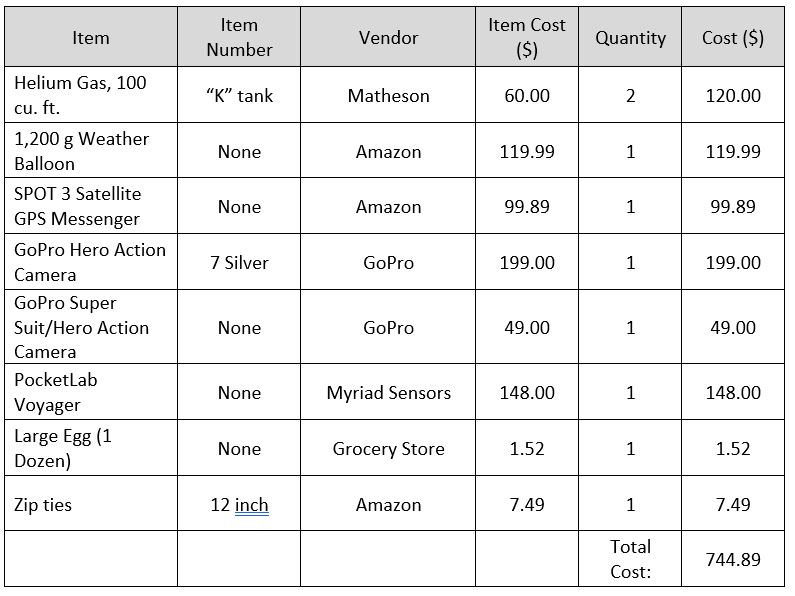 Item Item Number Vendor Item Cost ($) Quantity Cost ($)
Helium Gas, 100 cu. ft. “K” tank Matheson 60.00 2 120.00
1,200 g Weather Balloon None Amazon 119.99 1 119.99
SPOT 3 Satellite GPS Messenger None Amazon 99.89 1 99.89
GoPro Hero Action Camera 7 Silver GoPro 199.00 1 199.00
GoPro Super Suit/Hero Action Camera None GoPro 49.00 1 49.00
PocketLab Voyager None Myriad Sensors 148.00 1 148.00
Large Egg (1 Dozen) None Grocery Store 1.52 1 1.52
Zip ties 12 inch Amazon 7.49 1 7.49
Total Cost: 744.89